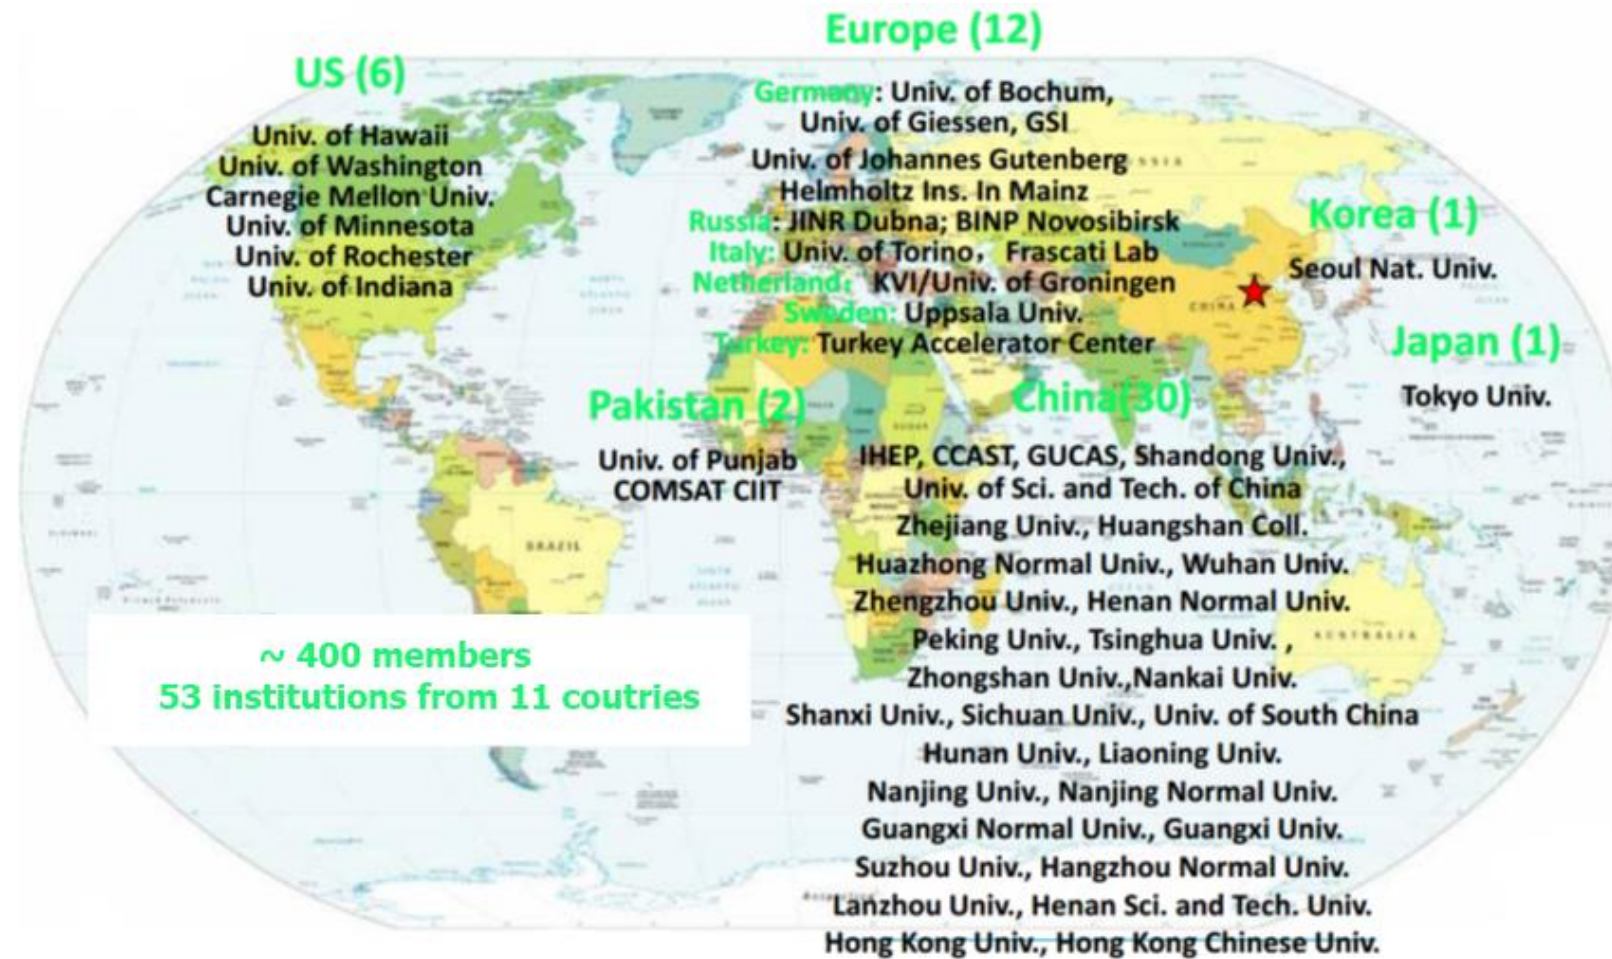 Europe (12)
US (6)
Univ. of Hawaii
Univ. of Washington
Carnegie Mellon Univ.
Univ. of Minnesota
Univ. of Rochester
Univ. of Indiana
Germany: Univ. of Bochum,
Univ. of Giessen, GSI
Univ. of Johannes Gutenberg
Helmholtz Ins. In Mainz
Russia: JINR Dubna; BINP Novosibirsk
Italy: Univ. of Torino， Frascati Lab
Netherland： KVI/Univ. of Groningen
Sweden: Uppsala Univ.
Turkey: Turkey Accelerator Center
Korea (1)
Seoul Nat. Univ.
Japan (1)
Tokyo Univ.
Pakistan (2)
Univ. of Punjab
COMSAT CIIT
China(30)
IHEP, CCAST, GUCAS, Shandong Univ.,
Univ. of Sci. and Tech. of China
Zhejiang Univ., Huangshan Coll.
Huazhong Normal Univ., Wuhan Univ.
Zhengzhou Univ., Henan Normal Univ.
Peking Univ., Tsinghua Univ. ,
Zhongshan Univ.,Nankai Univ.
Shanxi Univ., Sichuan Univ., Univ. of South China
Hunan Univ., Liaoning Univ.
Nanjing Univ., Nanjing Normal Univ.
Guangxi Normal Univ., Guangxi Univ.
Suzhou Univ., Hangzhou Normal Univ.
Lanzhou Univ., Henan Sci. and Tech. Univ.
Hong Kong Univ., Hong Kong Chinese Univ.
~ 400 members
53 institutions from 11 coutries
CHINA
BRAZIL
AUSTRALIA